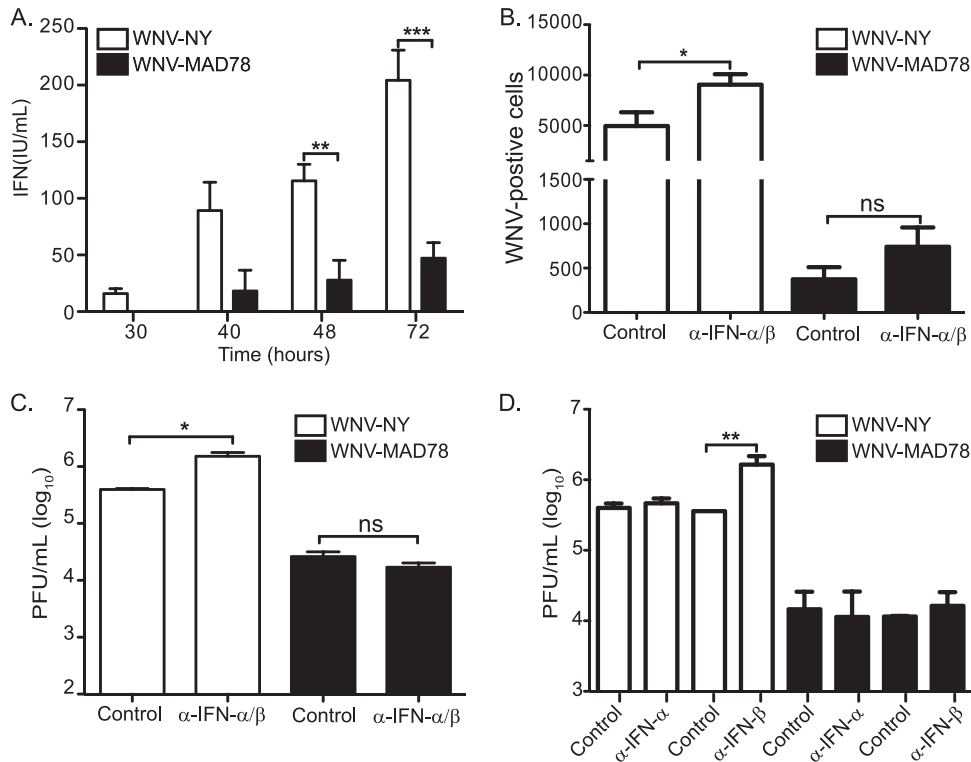 A.
250
200
150
100
50
0
IFN(IU/mL)
WNV-NY
WNV-MAD78
**
***
30 40 48 72
Time (hours)
B.
15000
10000
5000
1500
1000
500
0
WNV-postive cells
WNV-NY
WNV-MAD78
*
ns
Control α-IFN-α/β Control α-IFN-α/β
C.
7
6
5
4
3
2
PFU/mL (log10)
WNV-NY
WNV-MAD78
*
ns
Control α-IFN-α/β Control α-IFN-α/β
D.
7
6
5
4
3
PFU/mL (log10)
WNV-NY
WNV-MAD78
**
Control α-IFN-α Control α-IFN-β Control α-IFN-α Control α-IFN-β